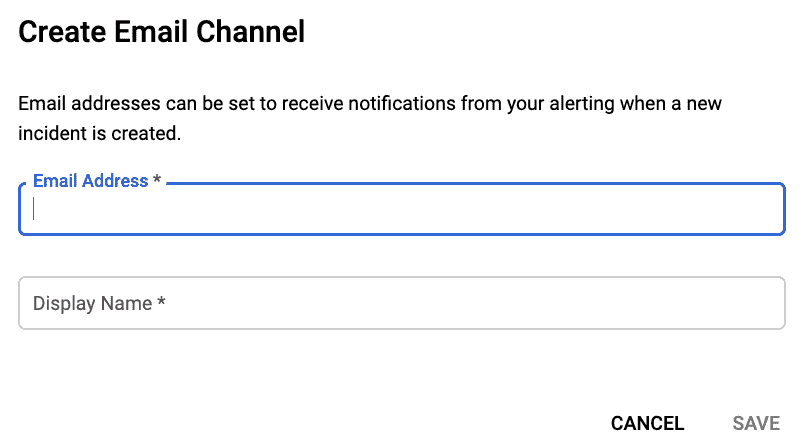 Create Email Channel
Email addresses can be set to receive notifications from your alerting when a new
incident is created.
Email Address *
Display Name *
CANCEL SAVE